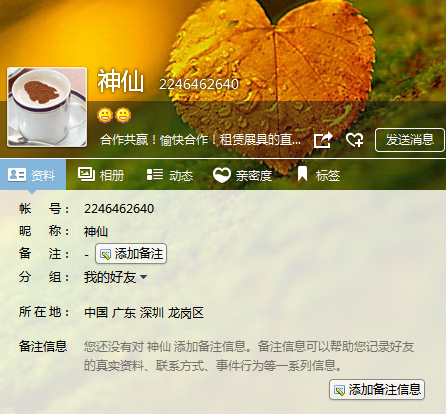 神仙 2246462640
合作共赢！愉快合作！租赁展具的直... 发送消息
资料 相册 动态 亲密度 标签
帐 号： 2246462640
昵 称： 神仙
备 注： - 添加备注
分 组： 我的好友
所在地： 中国 广东 深圳 龙岗区
备注信息 您还没有对 神仙 添加备注信息。备注信息可以帮助您记录好友
的真实资料、联系方式、事件行为等一系列信息。
添加备注信息